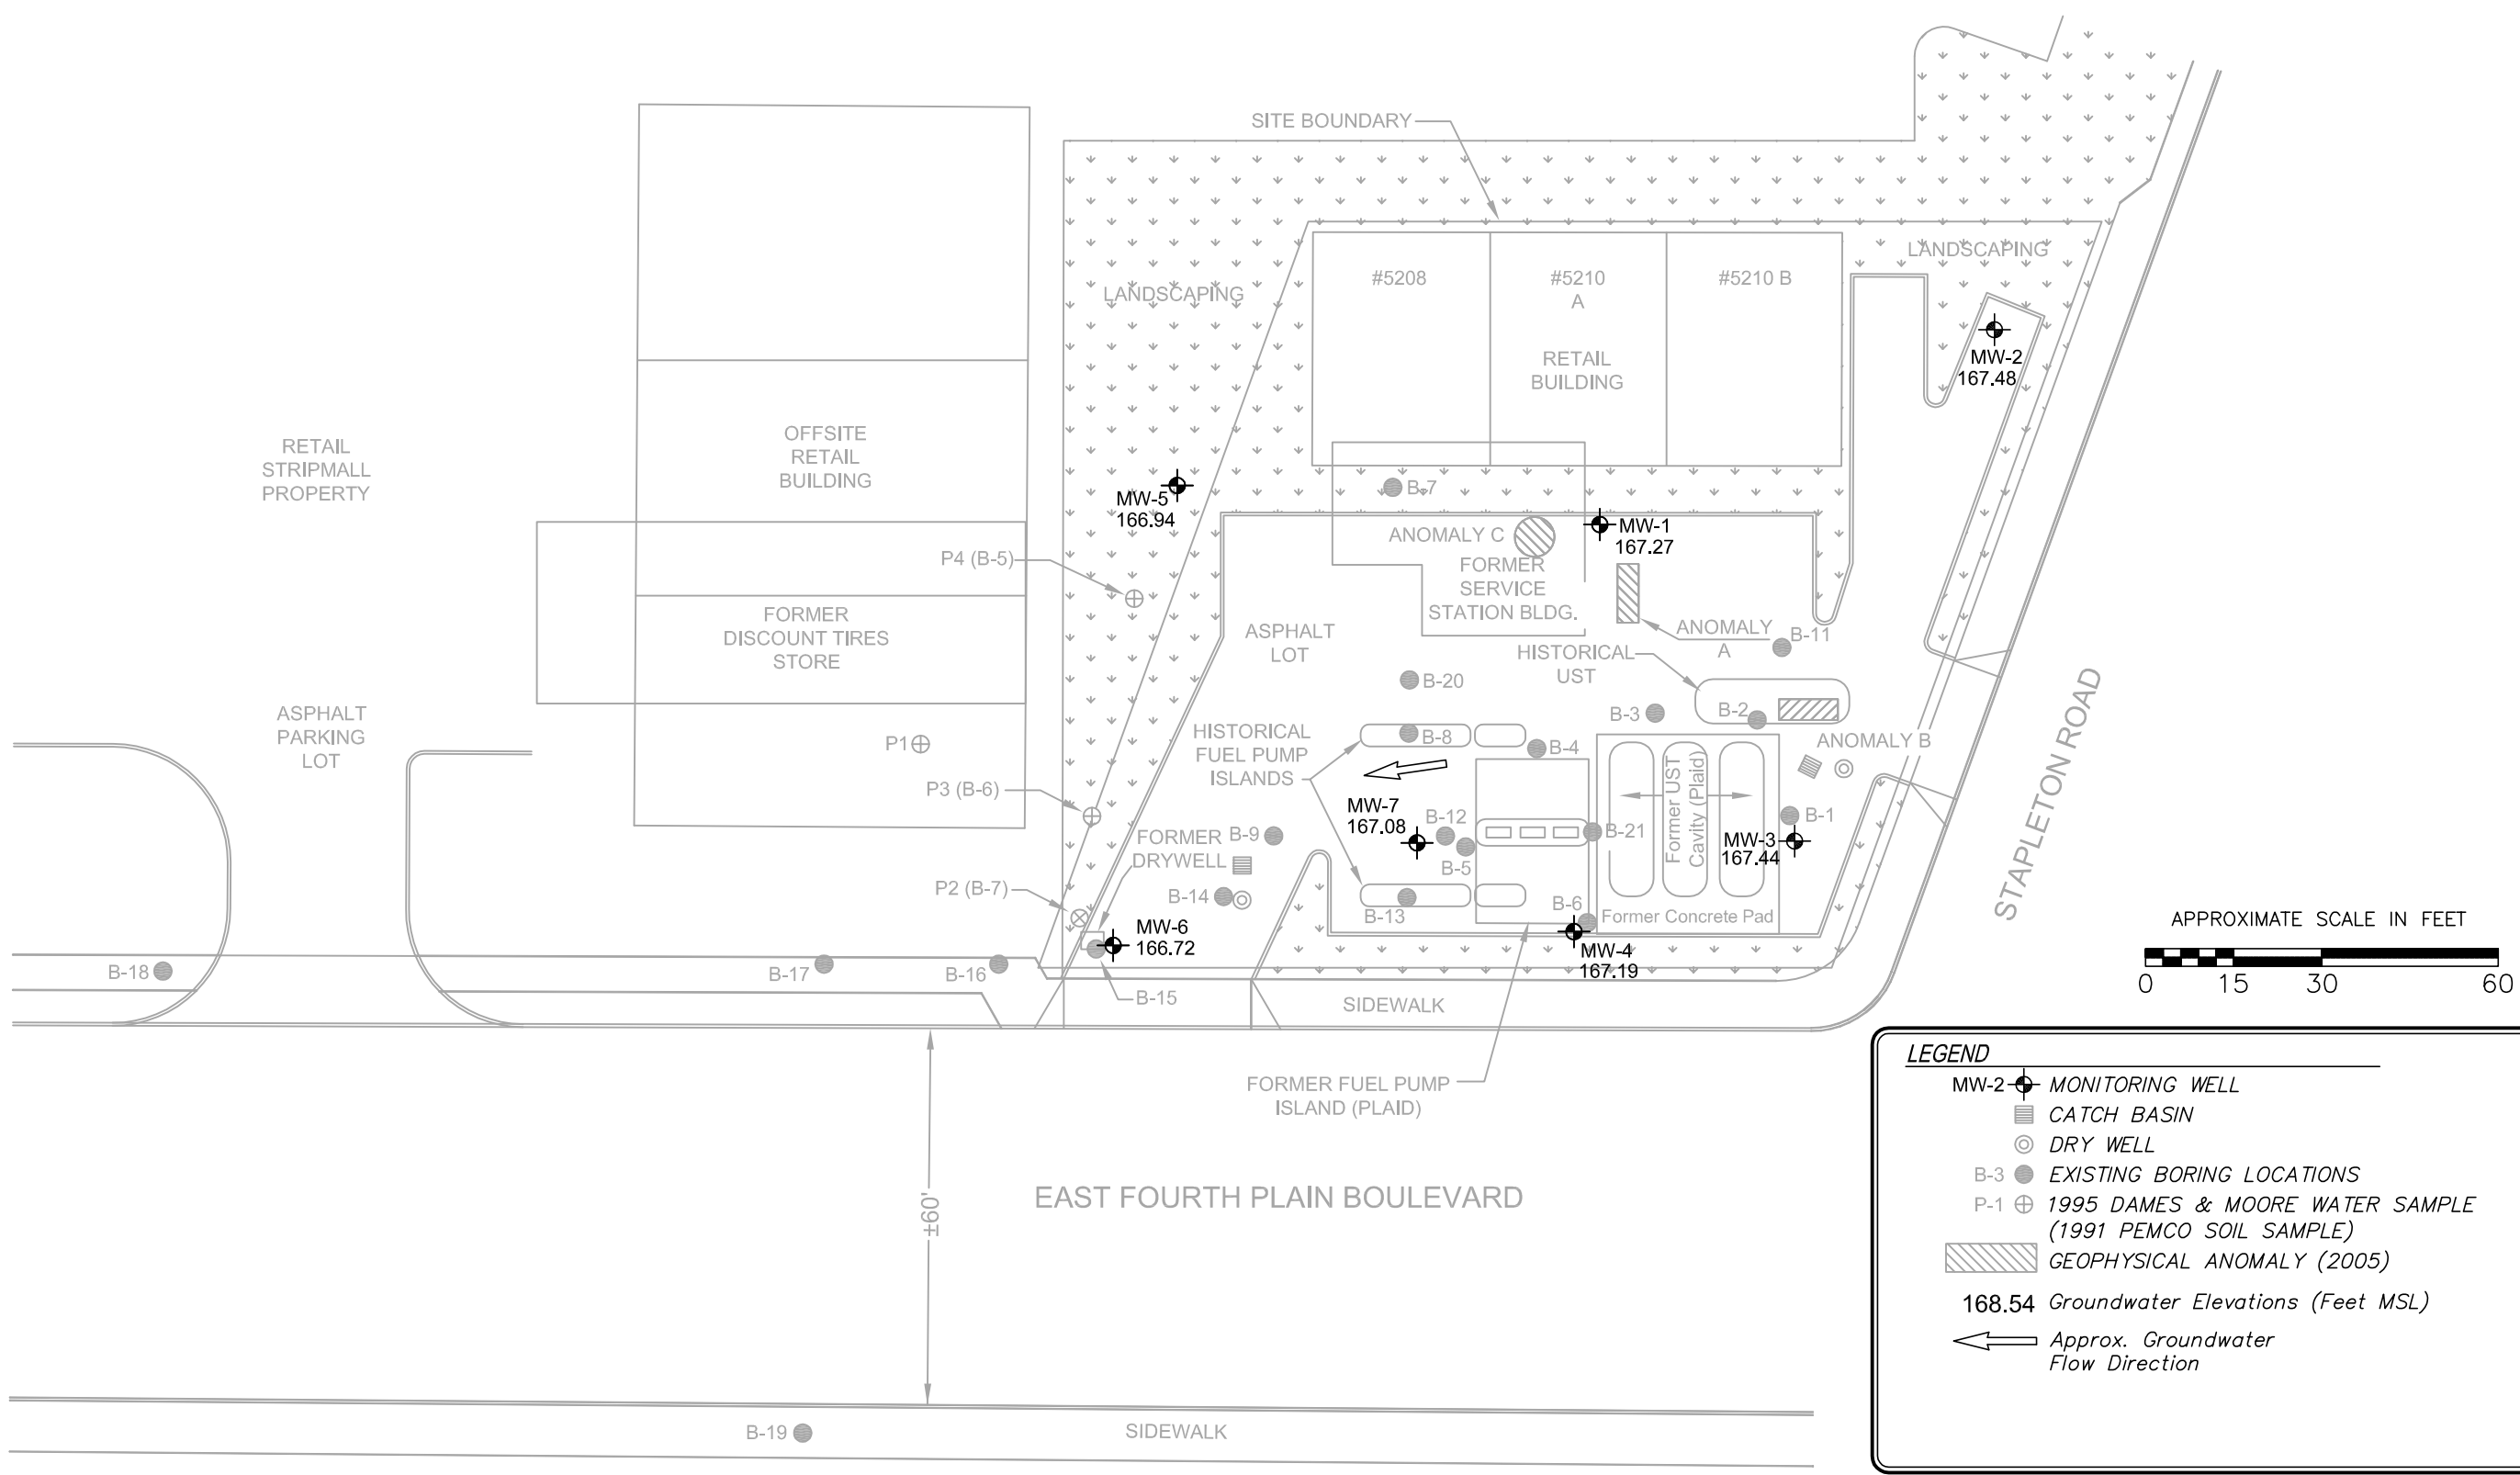 SITE BOUNDARY
LANDSCAPING
#5208
#5210
A
#5210 B
LANDSCAPING
MW-2
167.48
RETAIL
BUILDING
OFFSITE
RETAIL
BUILDING
RETAIL
STRIPMALL
PROPERTY
MW-5
166.94
B-7
MW-1
167.27
ANOMALY C
P4 (B-5)
FORMER
SERVICE
STATION BLDG.
FORMER
DISCOUNT TIRES
STORE
ASPHALT
LOT
ANOMALY
A
B-11
HISTORICAL
UST
B-20
STAPLETON ROAD
ASPHALT
PARKING
LOT
P1
HISTORICAL
FUEL PUMP
ISLANDS
B-8
B-4
B-3
B-2
ANOMALY B
P3 (B-6)
MW-7
167.08
B-12
B-5
B-21
Former UST
Cavity (Plaid)
B-1
MW-3
167.44
FORMER
DRYWELL
B-9
P2 (B-7)
B-14
B-13
B-6
Former Concrete Pad
MW-6
166.72
MW-4
167.19
B-18
B-17
B-16
B-15
SIDEWALK
APPROXIMATE SCALE IN FEET
0 15 30 60
FORMER FUEL PUMP
ISLAND (PLAID)
±60'
EAST FOURTH PLAIN BOULEVARD
B-19
SIDEWALK
LEGEND
MW-2 MONITORING WELL
CATCH BASIN
DRY WELL
B-3 EXISTING BORING LOCATIONS
P-1 1995 DAMES & MOORE WATER SAMPLE
(1991 PEMCO SOIL SAMPLE)
GEOPHYSICAL ANOMALY (2005)
168.54 Groundwater Elevations (Feet MSL)
Approx. Groundwater
Flow Direction